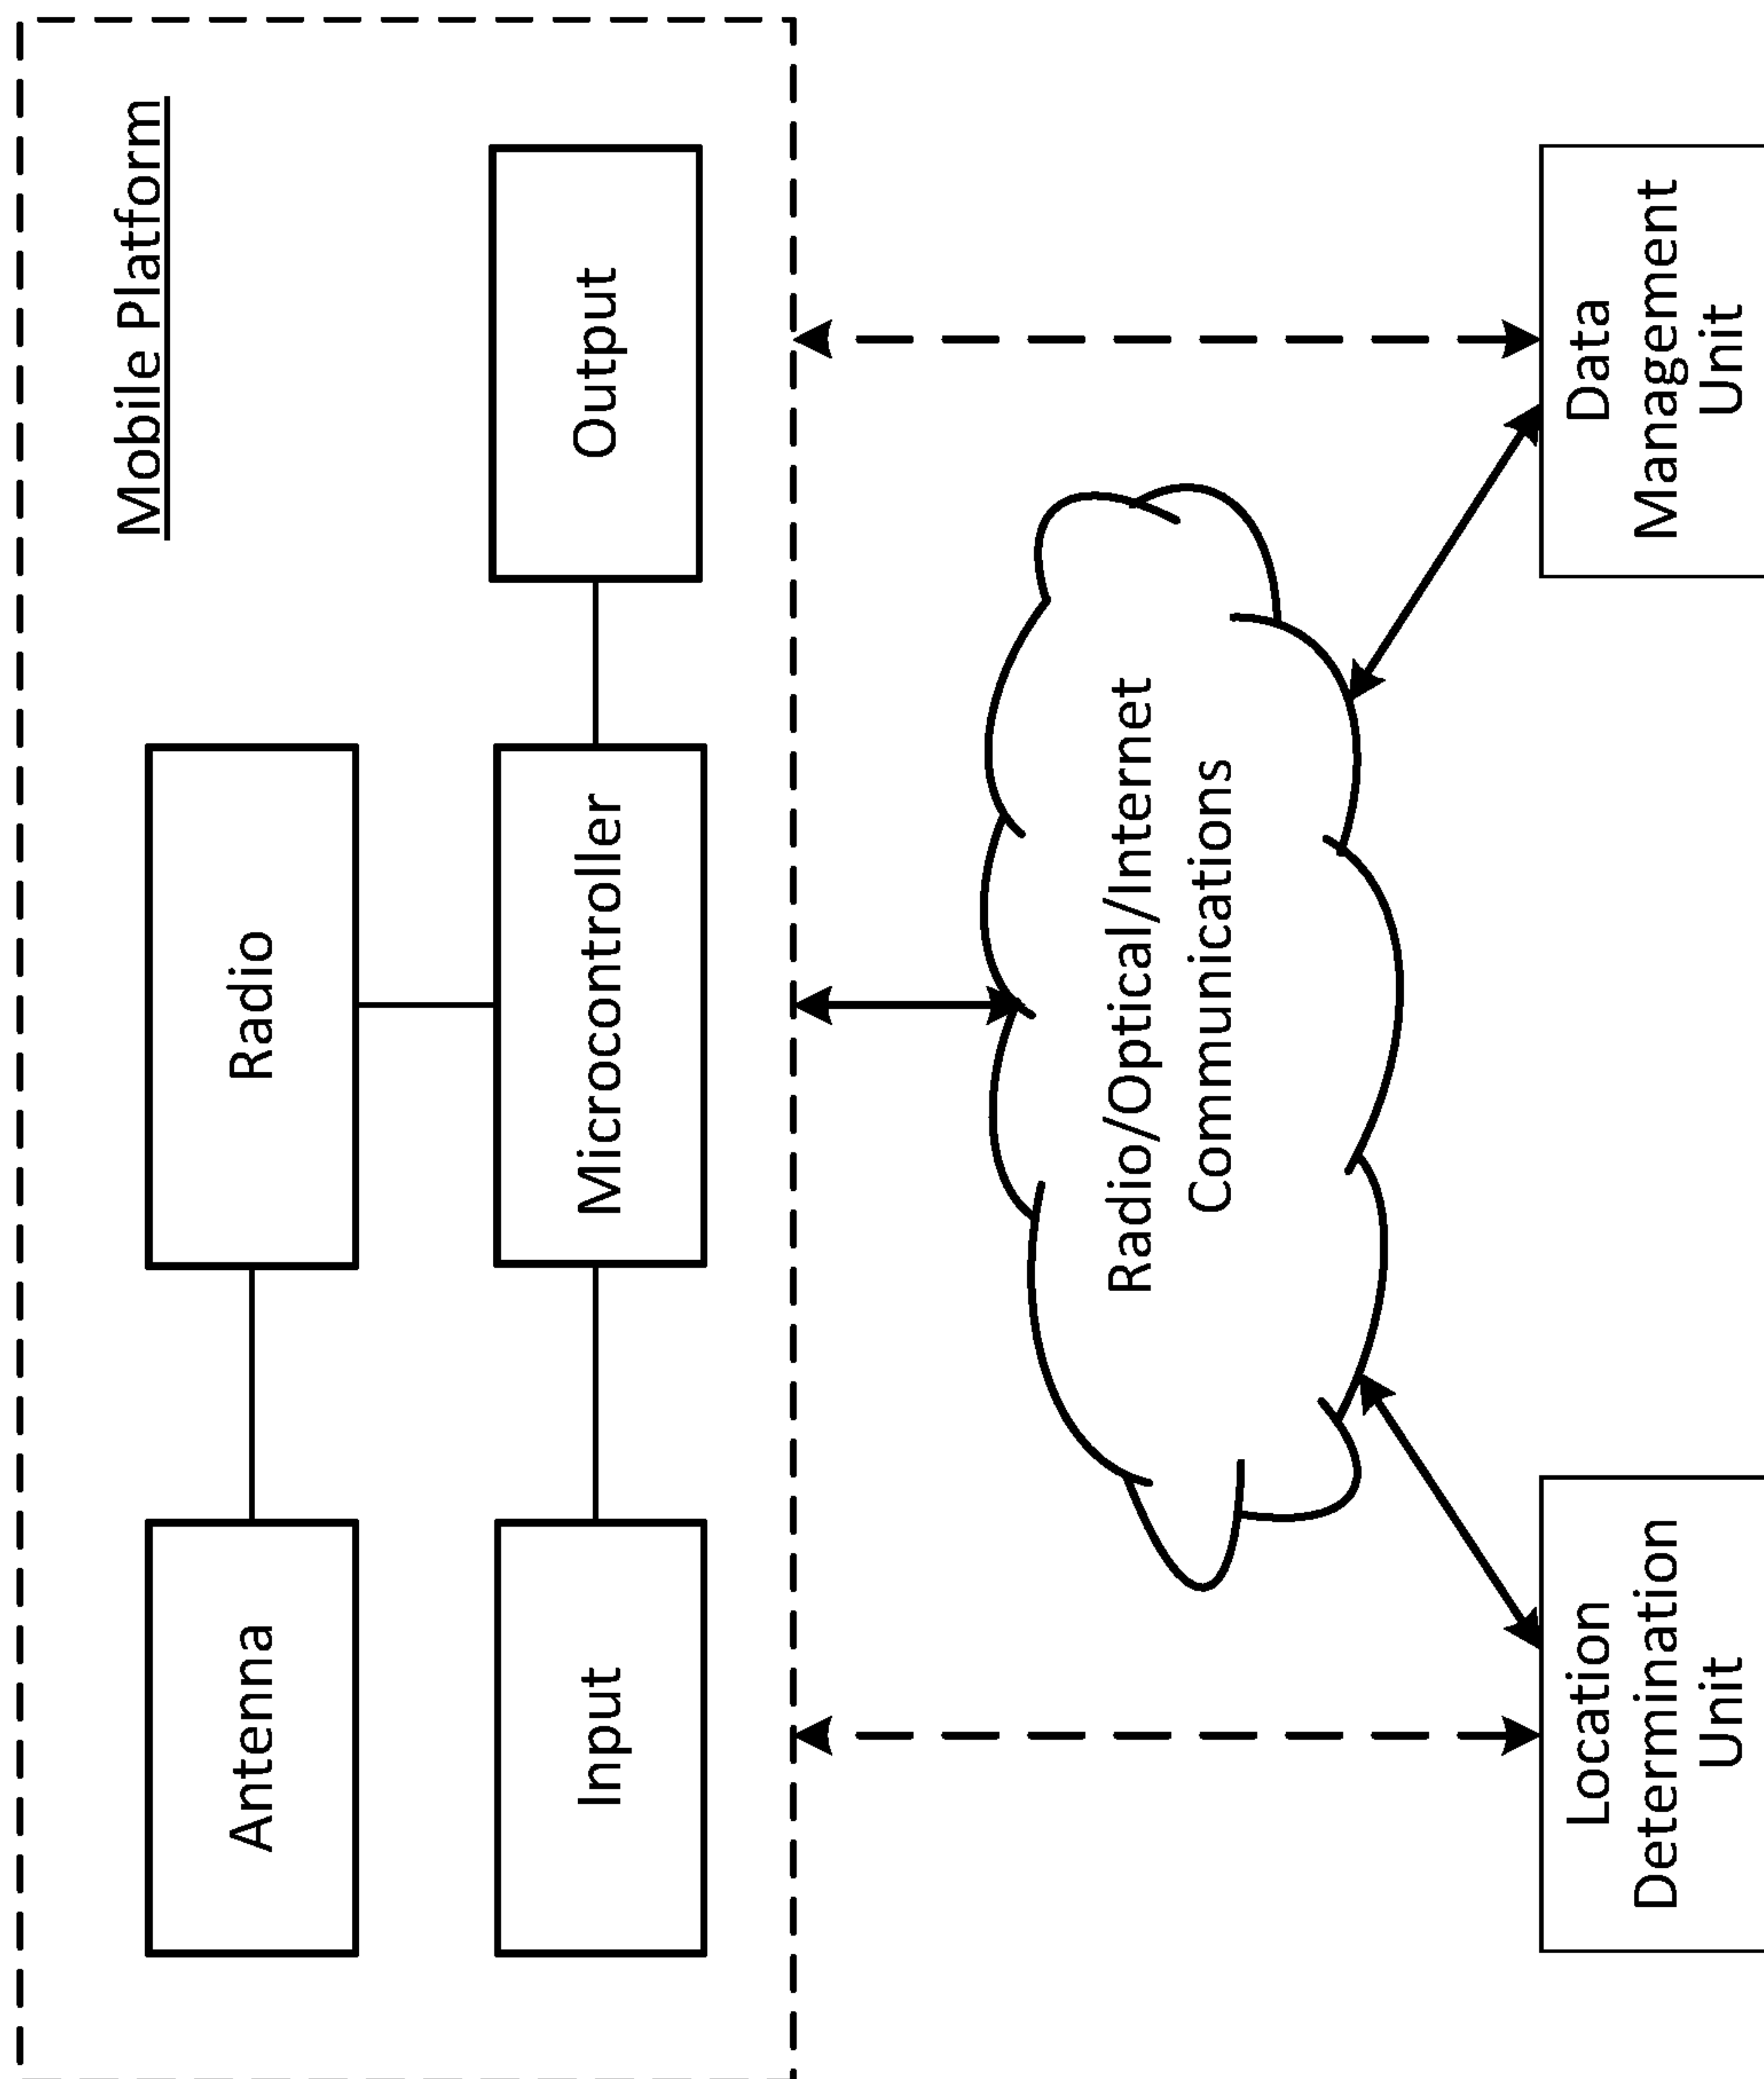 Mobile Platform
Antenna
Radio
Input
Microcontroller
Output
Radio/Optical/Internet
Communications
Location
Determination
Unit
Data
Management
Unit